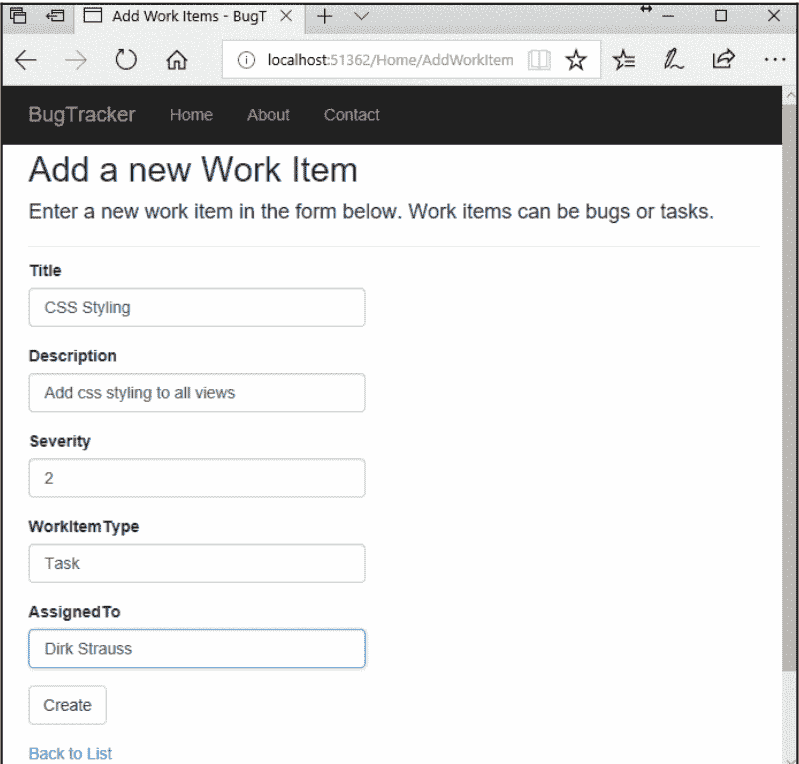 Add Work Items - BugT
localhost:51362/Home/AddWorkItem
BugTracker Home About Contact
Add a new Work Item
Enter a new work item in the form below. Work items can be bugs or tasks.
Title
CSS Styling
Description
Add css styling to all views
Severity
2
WorkItemType
Task
AssignedTo
Dirk Strauss
Create
Back to List